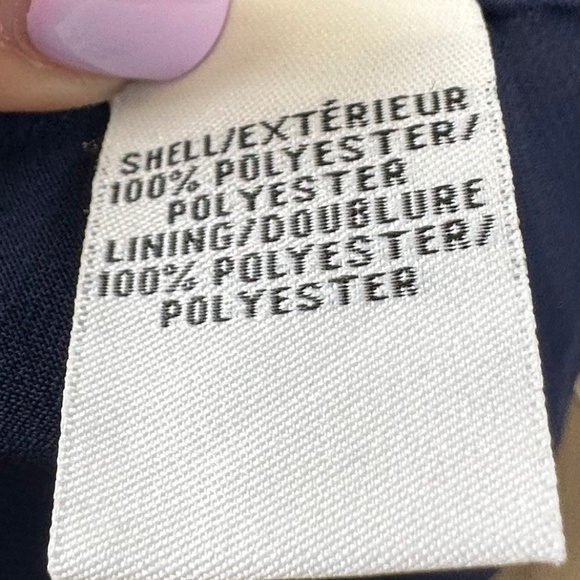 SHELL/EXTÉRIEUR
100% POLYESTER/
POLYESTER
LINING/DOUBLURE
100% POLYESTER/
POLYESTER